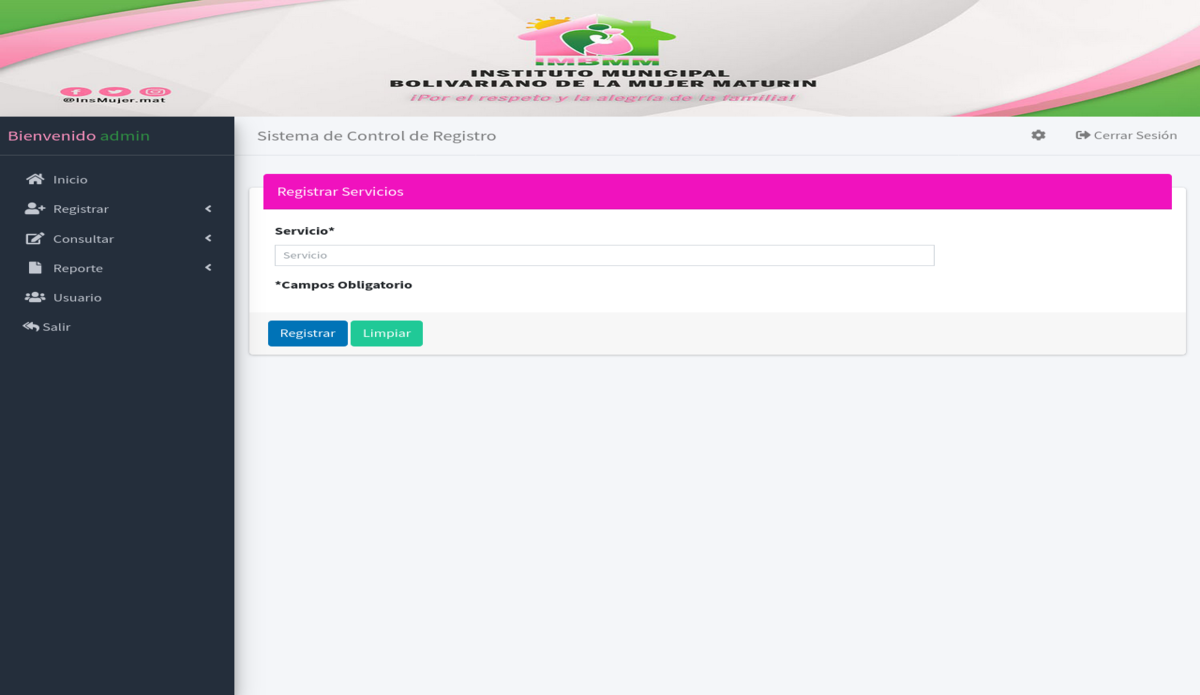 IMBMM
INSTITUTO MUNICIPAL
BOLIVARIANO DE LA MUJER MATURIN
¡Por el respeto y la alegría de la familia!
@InsMujer.mat
Bienvenido admin
Sistema de Control de Registro
Cerrar Sesión
Inicio
Registrar
Consultar
Reporte
Usuario
Salir
Registrar Servicios
Servicio*
Servicio
*Campos Obligatorio
Registrar Limpiar